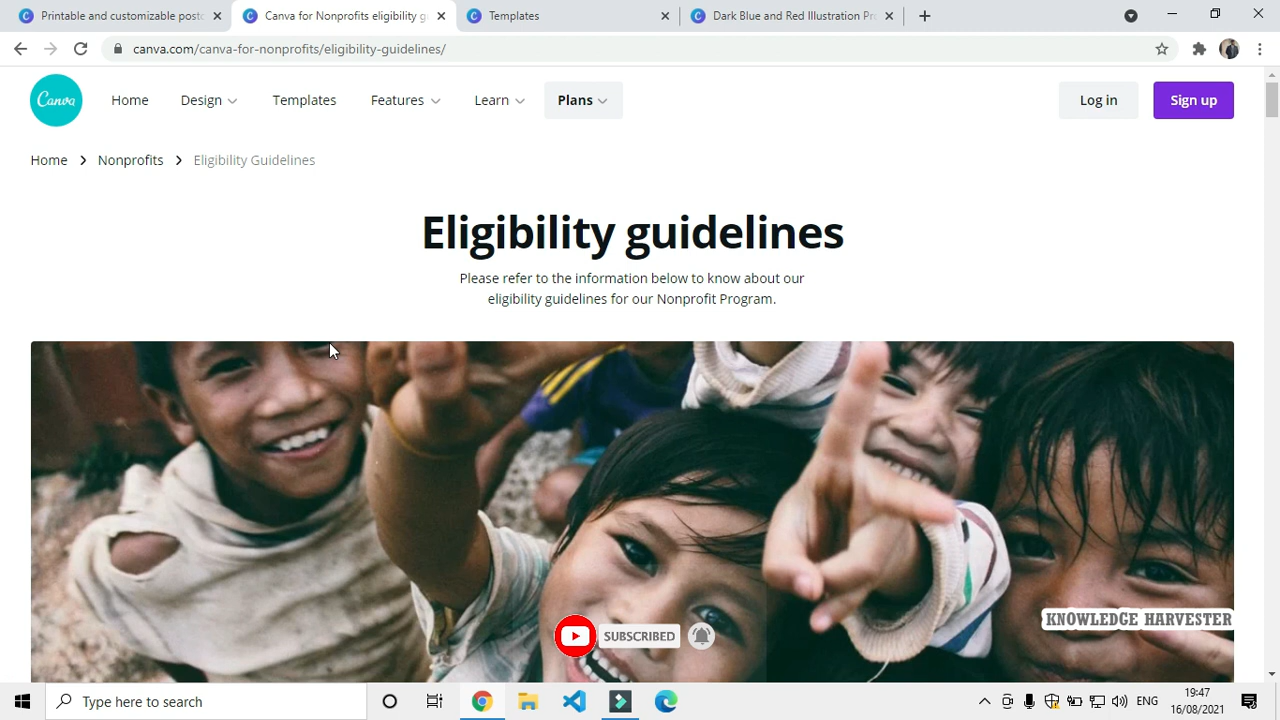 Printable and customizable posto
Canva for Nonprofits eligibility gu
Templates
Dark Blue and Red Illustration Pro
canva.com/canva-for-nonprofits/eligibility-guidelines/
Canva
Home
Design
Templates
Features
Learn
Plans
Log in
Sign up
Home
Nonprofits
Eligibility Guidelines
Eligibility guidelines
Please refer to the information below to know about our
eligibility guidelines for our Nonprofit Program.
SUBSCRIBED
KNOWLEDGE HARVESTER
Type here to search
ENG
19:47
16/08/2021